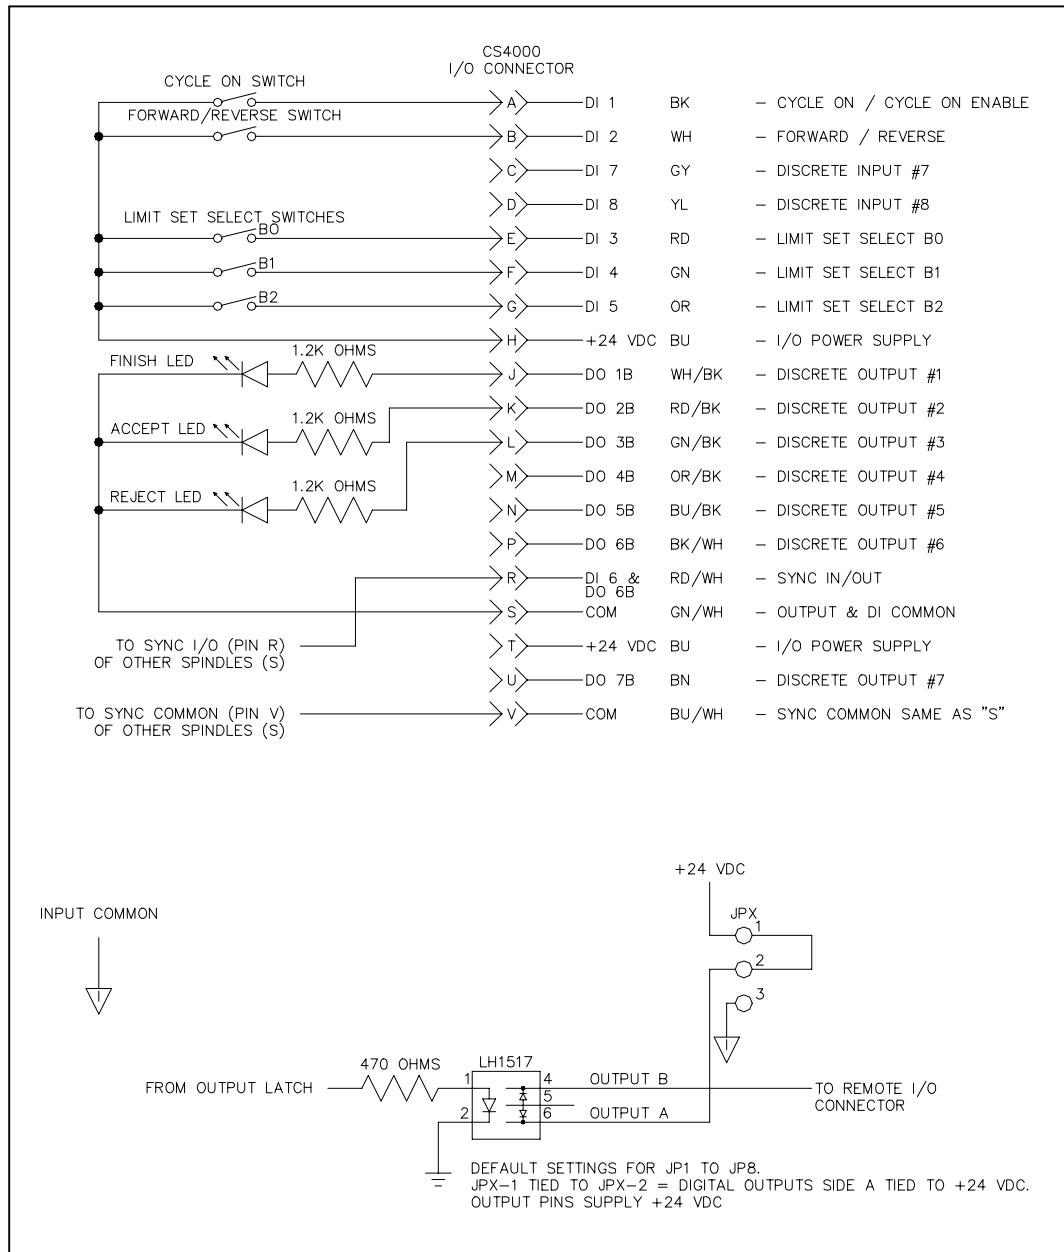 CS4000
I/O CONNECTOR
CYCLE ON SWITCH
A DI 1 BK – CYCLE ON / CYCLE ON ENABLE
FORWARD/REVERSE SWITCH
B DI 2 WH – FORWARD / REVERSE
C DI 7 GY – DISCRETE INPUT #7
D DI 8 YL – DISCRETE INPUT #8
LIMIT SET SELECT SWITCHES
B0 E DI 3 RD – LIMIT SET SELECT B0
B1 F DI 4 GN – LIMIT SET SELECT B1
B2 G DI 5 OR – LIMIT SET SELECT B2
H +24 VDC BU – I/O POWER SUPPLY
FINISH LED 1.2K OHMS J DO 1B WH/BK – DISCRETE OUTPUT #1
K DO 2B RD/BK – DISCRETE OUTPUT #2
ACCEPT LED 1.2K OHMS L DO 3B GN/BK – DISCRETE OUTPUT #3
M DO 4B OR/BK – DISCRETE OUTPUT #4
REJECT LED 1.2K OHMS N DO 5B BU/BK – DISCRETE OUTPUT #5
P DO 6B BK/WH – DISCRETE OUTPUT #6
R DI 6 & RD/WH – SYNC IN/OUT
DO 6B
S COM GN/WH – OUTPUT & DI COMMON
TO SYNC I/O (PIN R) T +24 VDC BU – I/O POWER SUPPLY
OF OTHER SPINDLES (S)
U DO 7B BN – DISCRETE OUTPUT #7
TO SYNC COMMON (PIN V) V COM BU/WH – SYNC COMMON SAME AS "S"
OF OTHER SPINDLES (S)
+24 VDC
INPUT COMMON
JPX
1
2
3
I
I
470 OHMS
LH1517
FROM OUTPUT LATCH 1 4 OUTPUT B TO REMOTE I/O
CONNECTOR
5
2 6 OUTPUT A
DEFAULT SETTINGS FOR JP1 TO JP8.
JPX–1 TIED TO JPX–2 = DIGITAL OUTPUTS SIDE A TIED TO +24 VDC.
OUTPUT PINS SUPPLY +24 VDC